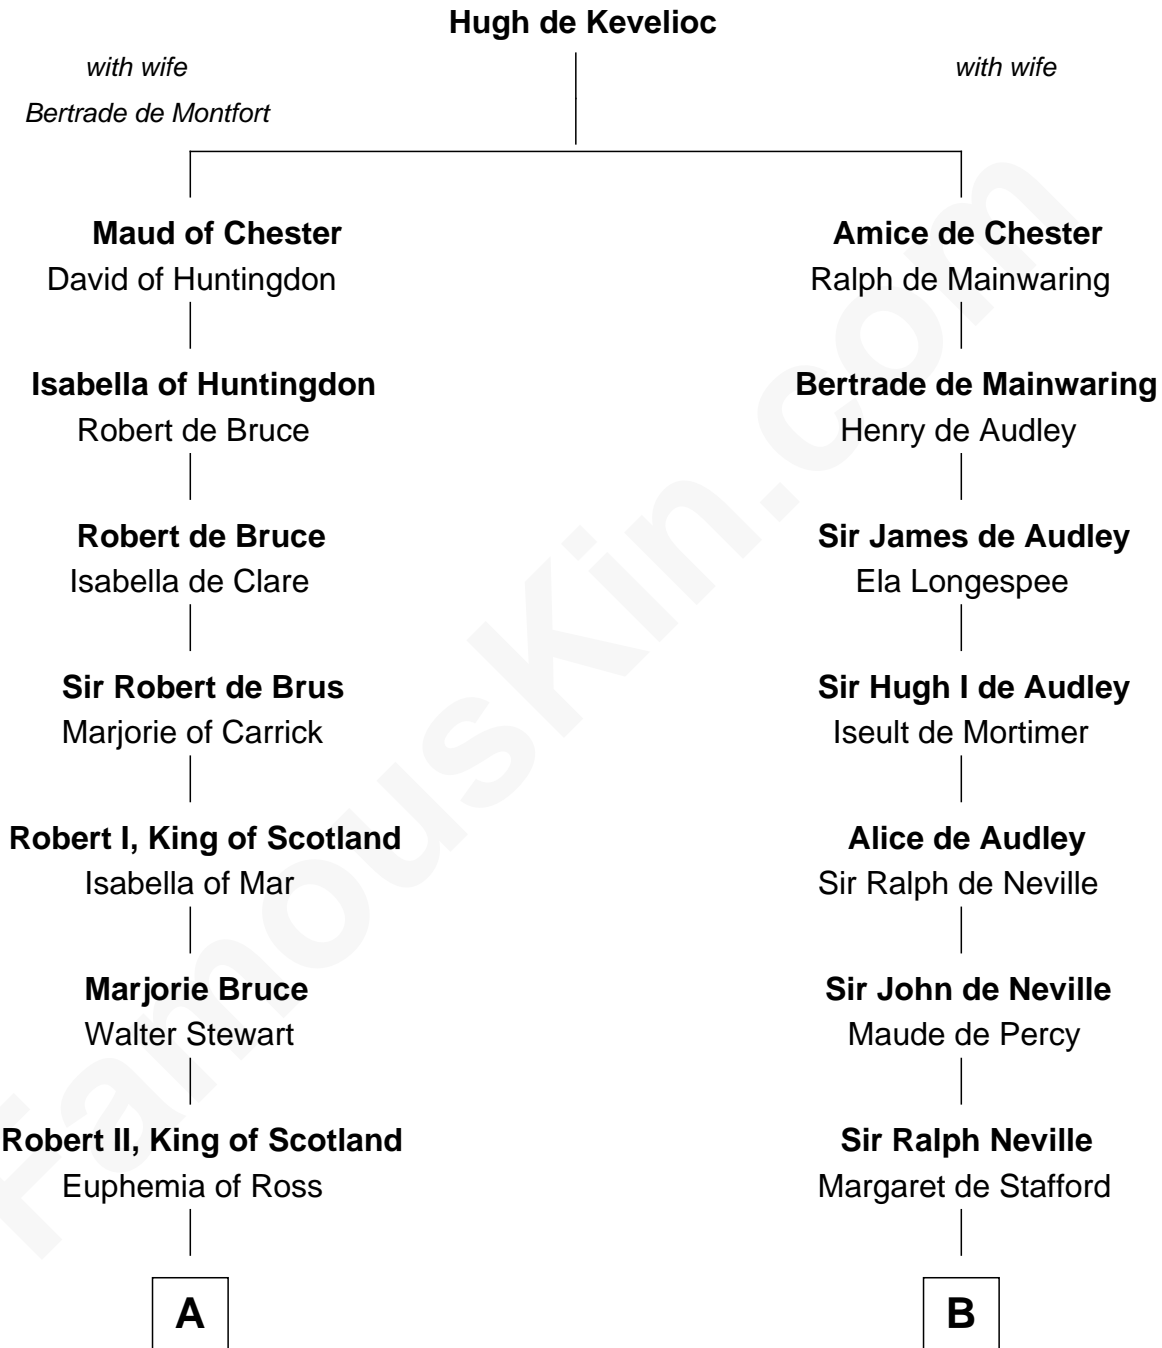 Hugh de Kevelioc
with wife
Bertrade de Montfort
with wife
Maud of Chester
David of Huntingdon
Amice de Chester
Ralph de Mainwaring
Isabella of Huntingdon
Robert de Bruce
Bertrade de Mainwaring
Henry de Audley
Robert de Bruce
Isabella de Clare
Sir James de Audley
Ela Longespee
Sir Robert de Brus
Marjorie of Carrick
Sir Hugh I de Audley
Iseult de Mortimer
Robert I, King of Scotland
Isabella of Mar
Alice de Audley
Sir Ralph de Neville
Marjorie Bruce
Walter Stewart
Sir John de Neville
Maude de Percy
Robert II, King of Scotland
Euphemia of Ross
Sir Ralph Neville
Margaret de Stafford
A
B
FamousKin.com